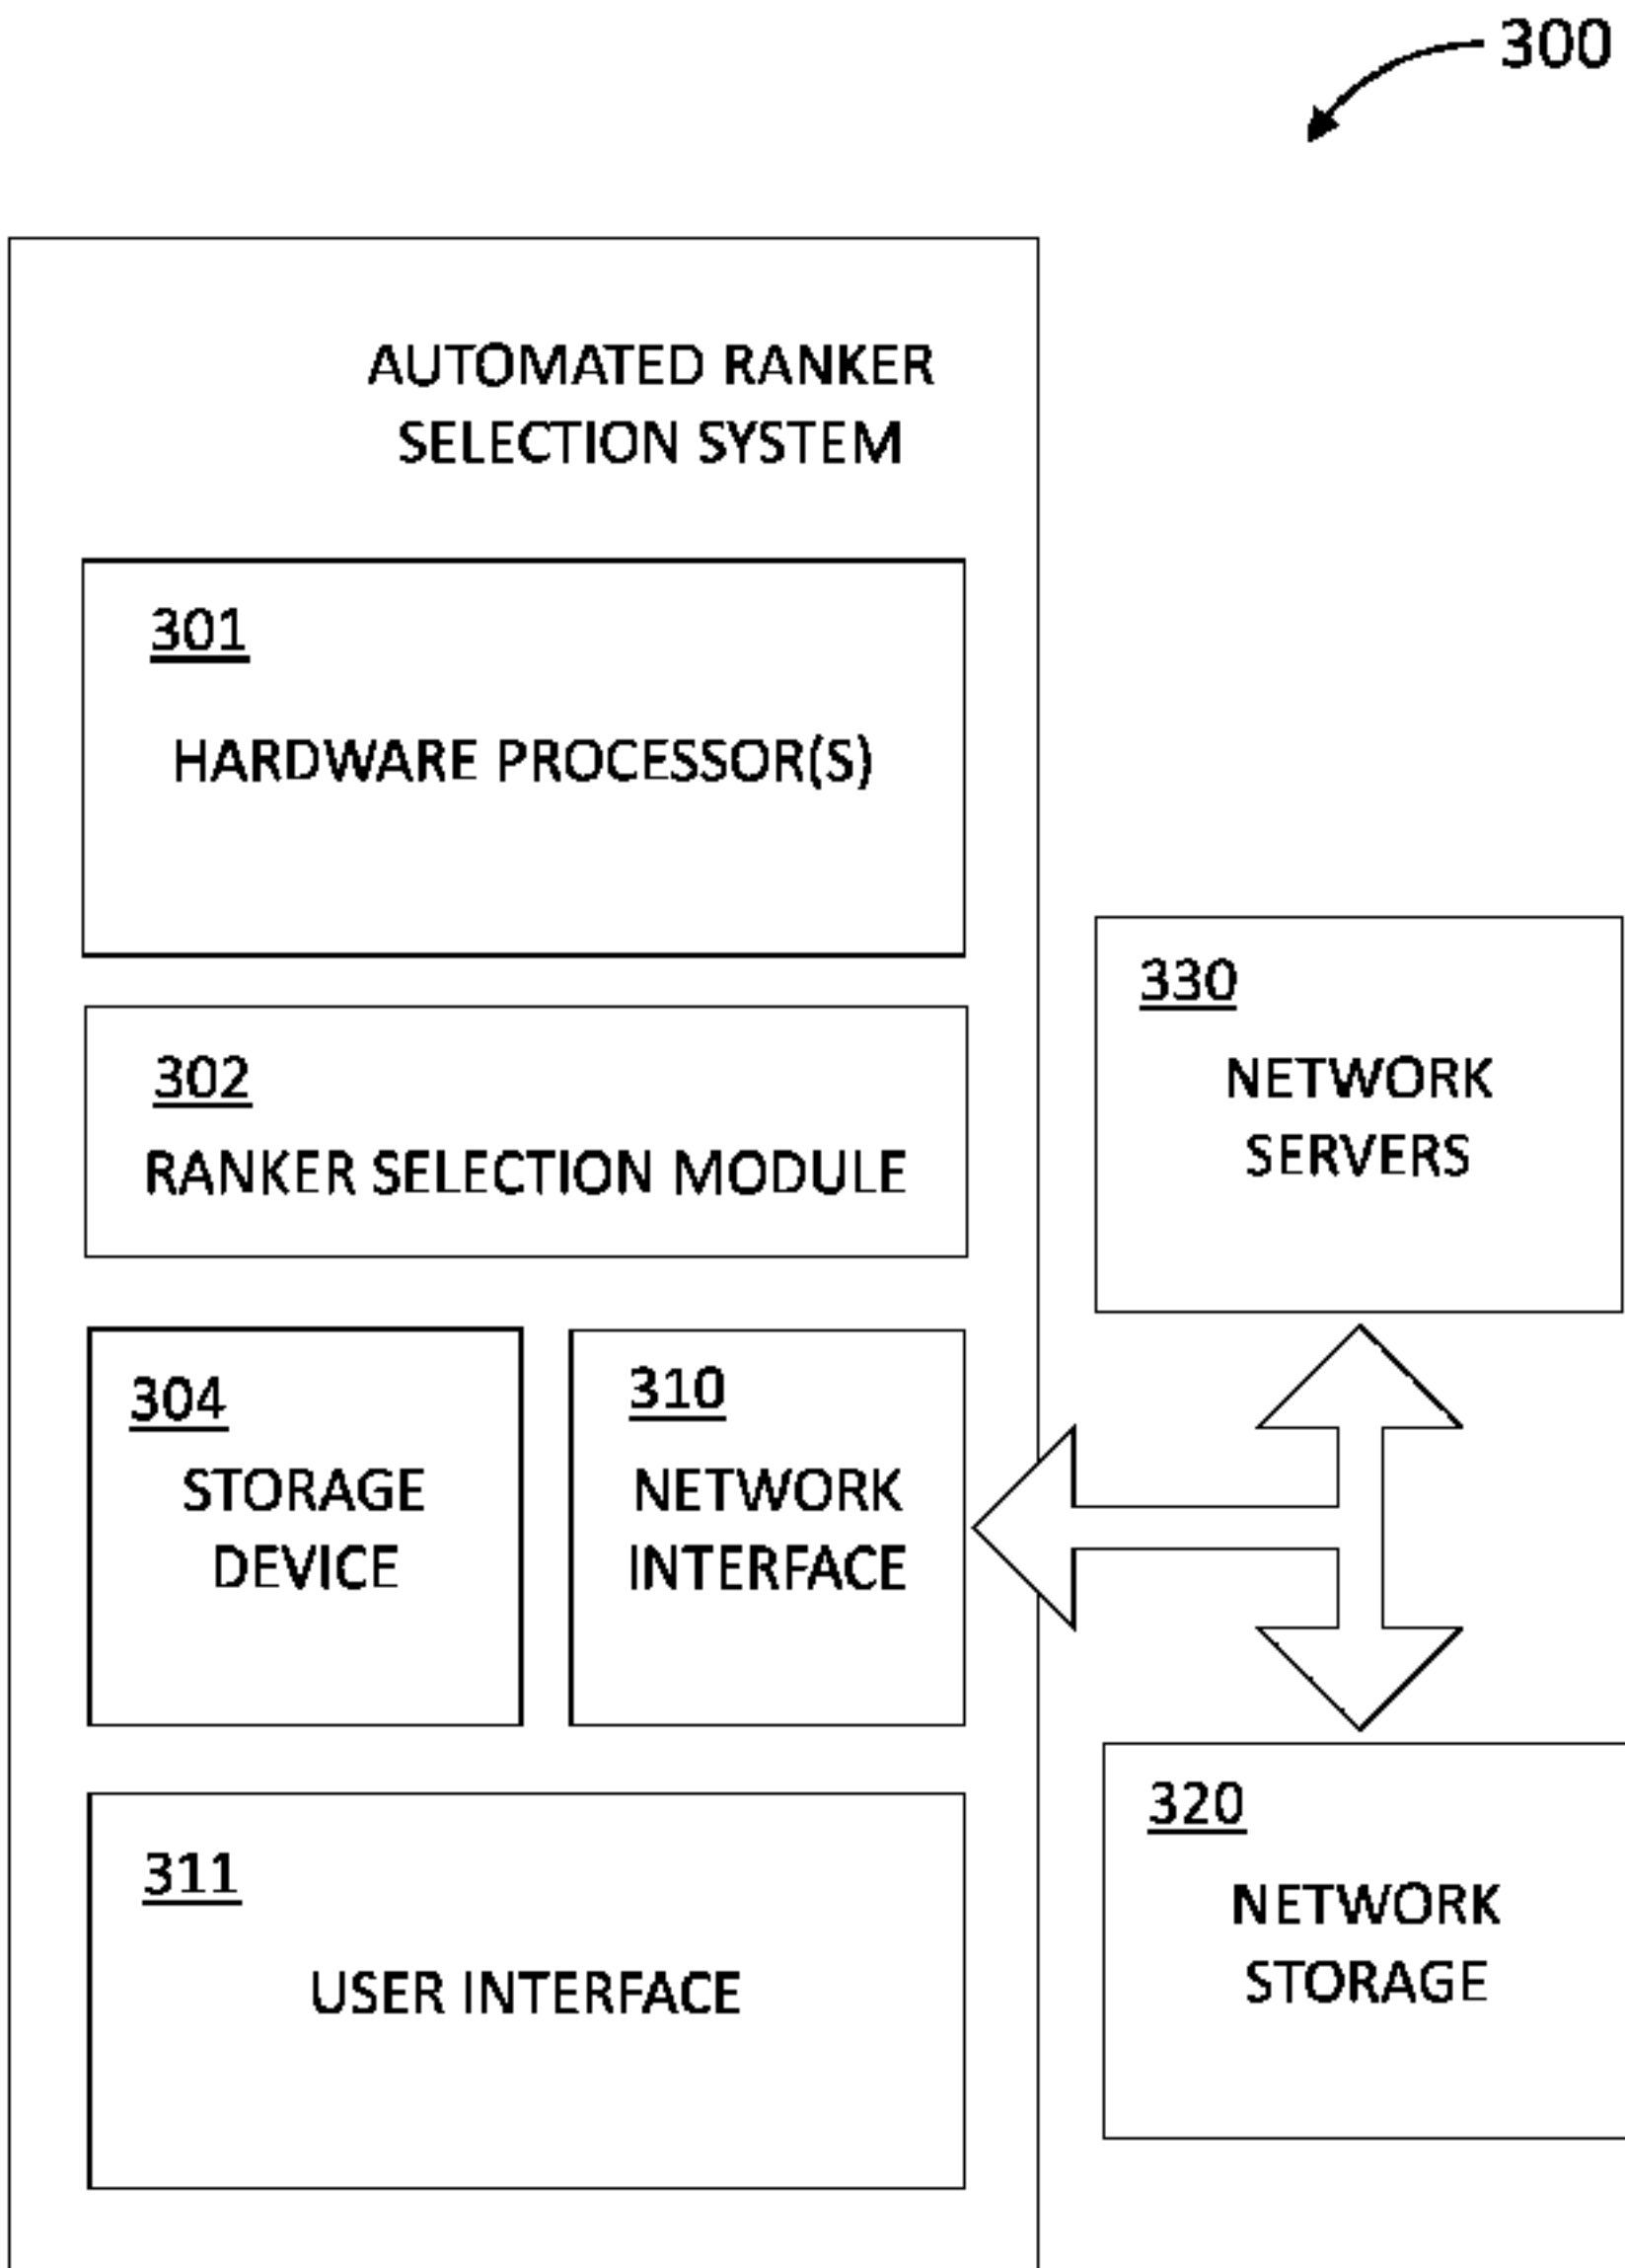 300
AUTOMATED RANKER
SELECTION SYSTEM
301
HARDWARE PROCESSOR(S)
302
RANKER SELECTION MODULE
304
STORAGE
DEVICE
310
NETWORK
INTERFACE
311
USER INTERFACE
330
NETWORK
SERVERS
320
NETWORK
STORAGE